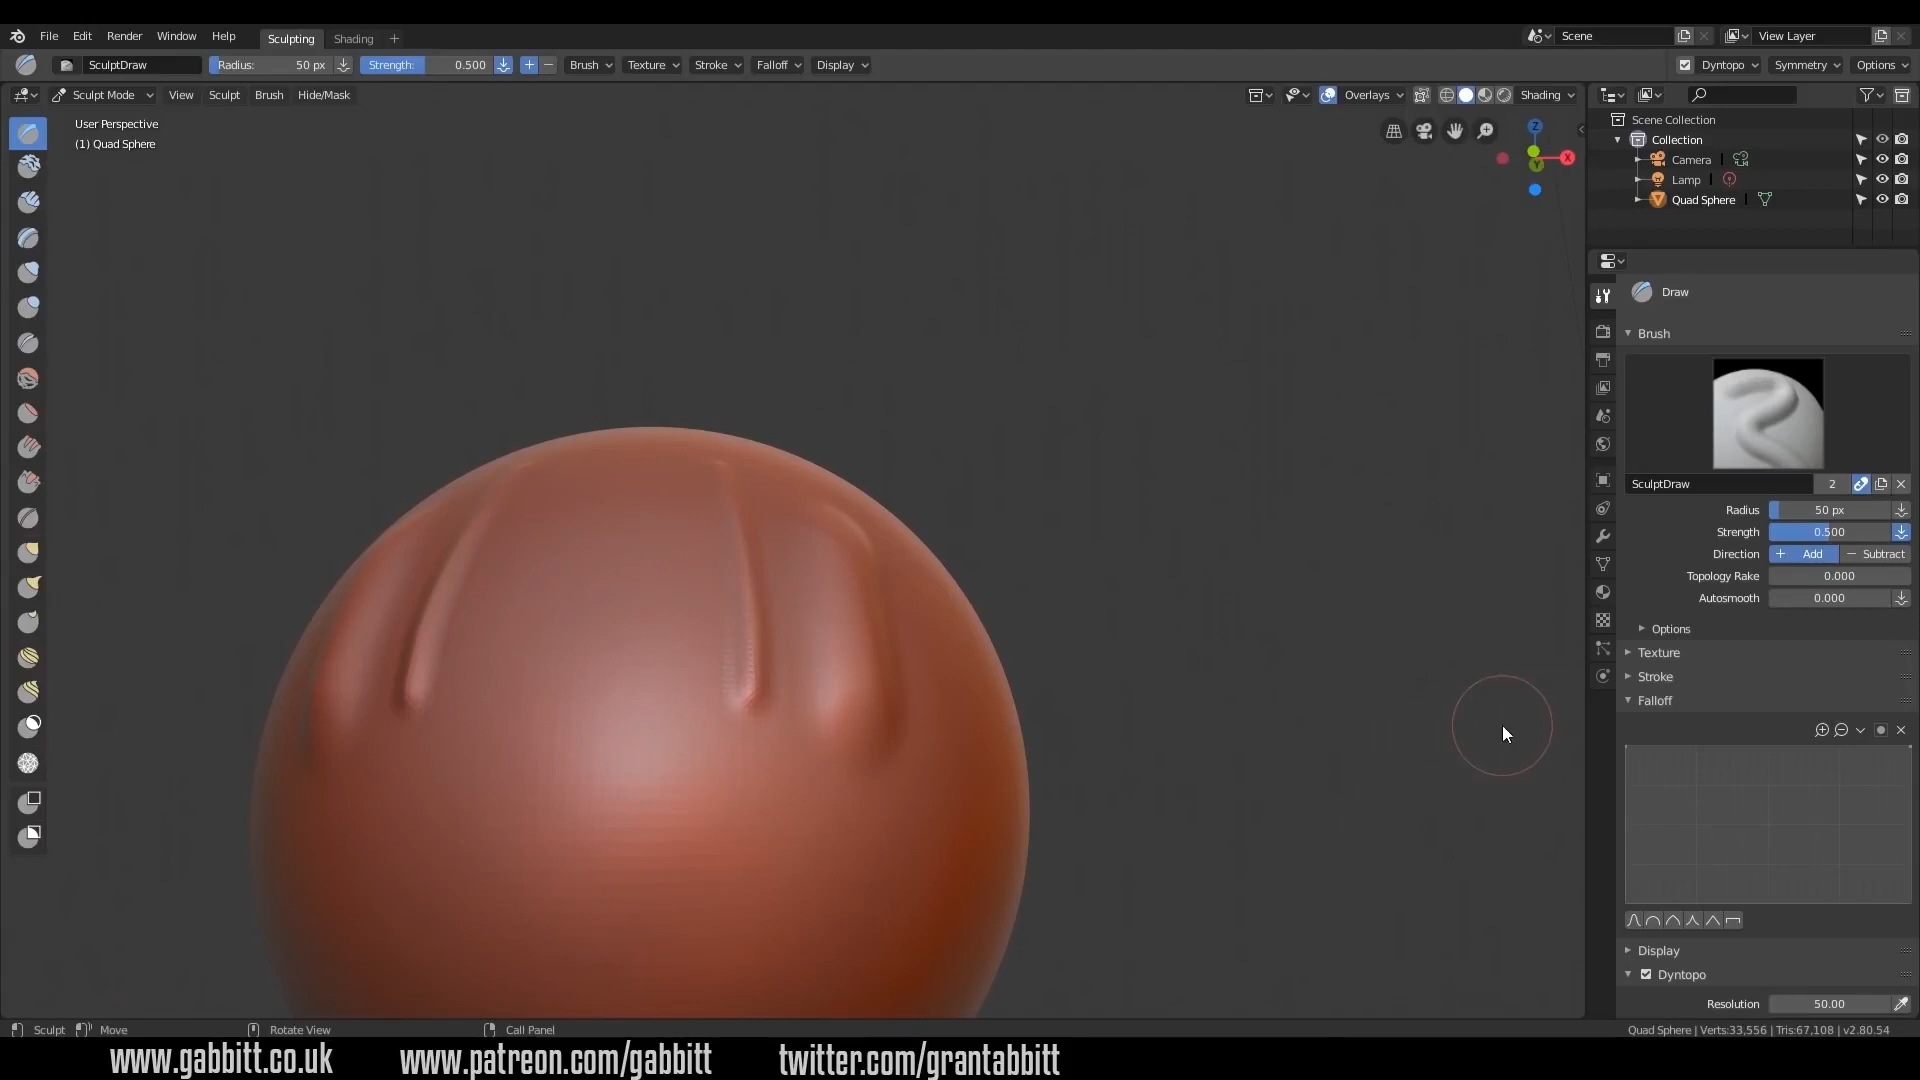 File Edit Render Window Help Sculpting Shading + Scene View Layer
SculptDraw Radius: 50 px Strength: 0.500 Brush Texture Stroke Falloff Display Dyntopo Symmetry Options
Sculpt Mode View Sculpt Brush Hide/Mask Overlays Shading
User Perspective
(1) Quad Sphere
Z
X
Y
Scene Collection
Collection
Camera
Lamp
Quad Sphere
Draw
Brush
SculptDraw 2
Radius 50 px
Strength 0.500
Direction + Add − Subtract
Topology Rake 0.000
Autosmooth 0.000
Options
Texture
Stroke
Falloff
Display
Dyntopo
Resolution 50.00
Sculpt Move Rotate View Call Panel Quad Sphere | Verts:33,556 | Tris:67,108 | v2.80.54
www.gabbitt.co.uk www.patreon.com/gabbitt twitter.com/grantabbitt